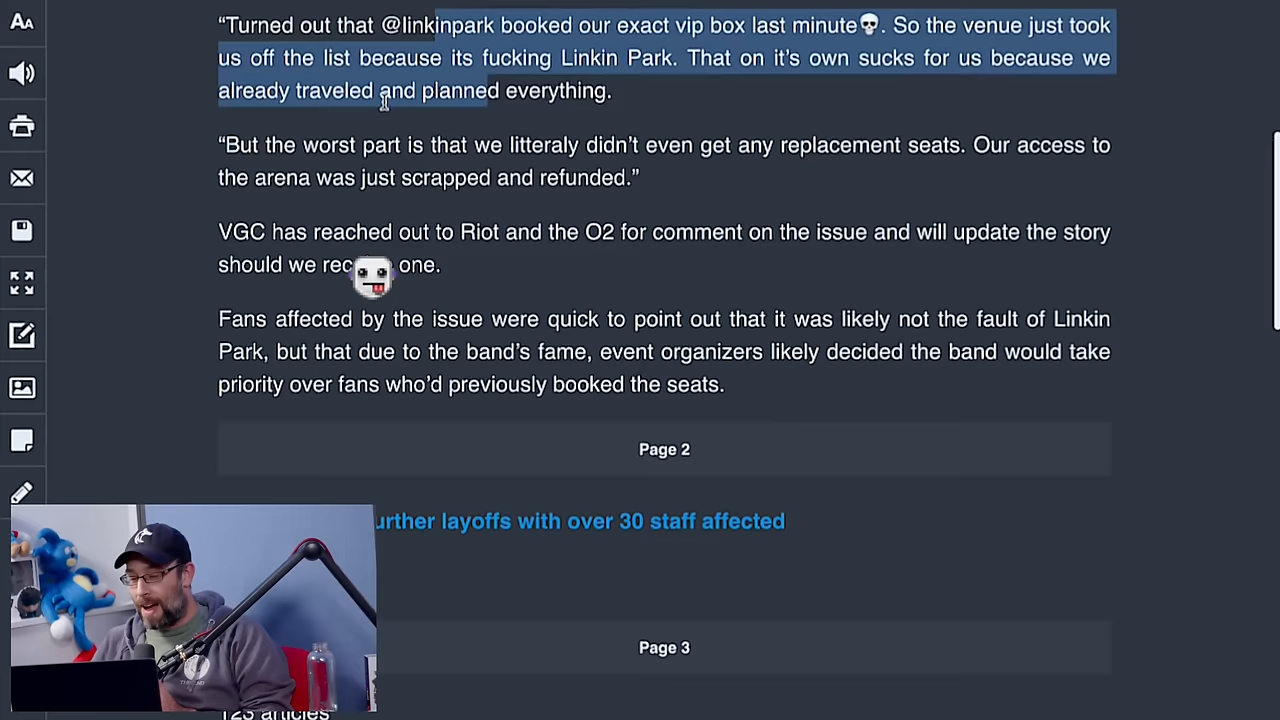 “Turned out that @linkinpark booked our exact vip box last minute💀. So the venue just took
us off the list because its fucking Linkin Park. That on it’s own sucks for us because we
already traveled and planned everything.
“But the worst part is that we litteraly didn’t even get any replacement seats. Our access to
the arena was just scrapped and refunded.”
VGC has reached out to Riot and the O2 for comment on the issue and will update the story
should we rec one.
Fans affected by the issue were quick to point out that it was likely not the fault of Linkin
Park, but that due to the band’s fame, event organizers likely decided the band would take
priority over fans who’d previously booked the seats.
Page 2
urther layoffs with over 30 staff affected
Page 3
123 articles